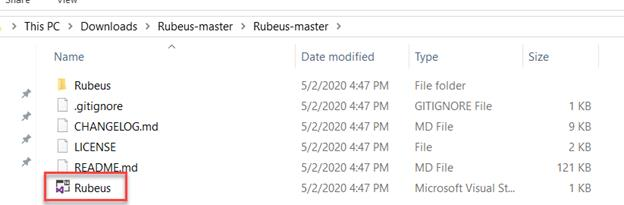 Share View
This PC > Downloads > Rubeus-master > Rubeus-master
Name Date modified Type Size
Rubeus 5/2/2020 4:47 PM File folder
.gitignore 5/2/2020 4:47 PM GITIGNORE File 1 KB
CHANGELOG.md 5/2/2020 4:47 PM MD File 9 KB
LICENSE 5/2/2020 4:47 PM File 2 KB
README.md 5/2/2020 4:47 PM MD File 121 KB
Rubeus 5/2/2020 4:47 PM Microsoft Visual St... 1 KB